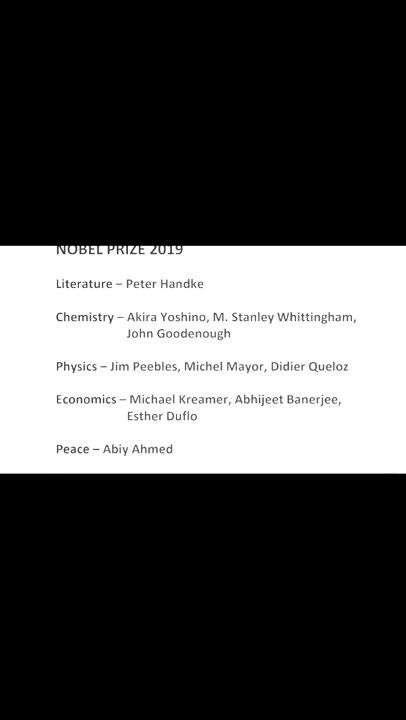 NOBEL PRIZE 2019
Literature – Peter Handke
Chemistry – Akira Yoshino, M. Stanley Whittingham,
John Goodenough
Physics – Jim Peebles, Michel Mayor, Didier Queloz
Economics – Michael Kreamer, Abhijeet Banerjee,
Esther Duflo
Peace – Abiy Ahmed